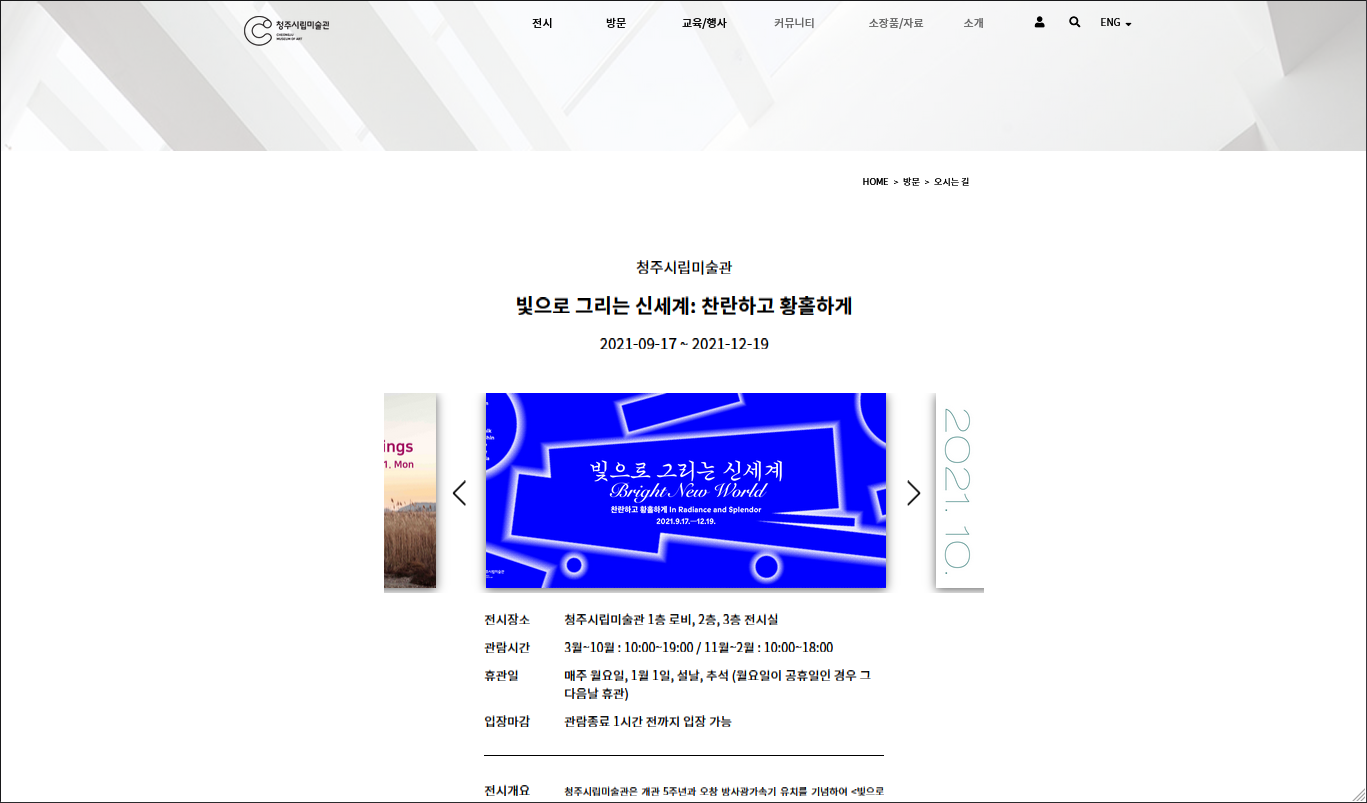 청주시립미술관
CHEONGJU
MUSEUM OF ART
전시 방문 교육/행사 커뮤니티 소장품/자료 소개 ENG
HOME > 방문 > 오시는 길
청주시립미술관
빛으로 그리는 신세계: 찬란하고 황홀하게
2021-09-17 ~ 2021-12-19
ings
1. Mon
빛으로 그리는 신세계
Bright New World
찬란하고 황홀하게 In Radiance and Splendor
2021.9.17.—12.19.
2021. 10.
전시장소 청주시립미술관 1층 로비, 2층, 3층 전시실
관람시간 3월~10월 : 10:00~19:00 / 11월~2월 : 10:00~18:00
휴관일 매주 월요일, 1월 1일, 설날, 추석 (월요일이 공휴일인 경우 그
다음날 휴관)
입장마감 관람종료 1시간 전까지 입장 가능
전시개요 청주시립미술관은 개관 5주년과 오창 방사광가속기 유치를 기념하여 <빛으로